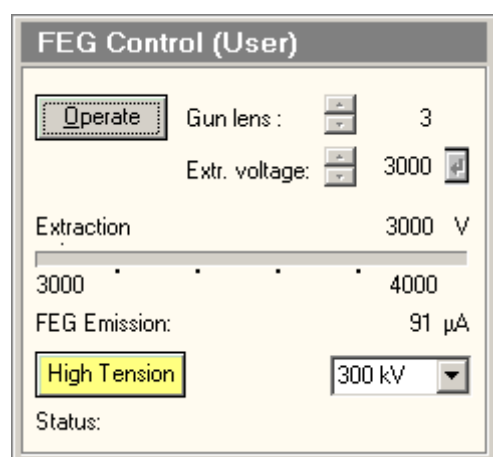 FEG Control (User)
Operate Gun lens : 3
Extr. voltage: 3000
Extraction 3000 V
3000 4000
FEG Emission: 91 µA
High Tension 300 kV
Status: